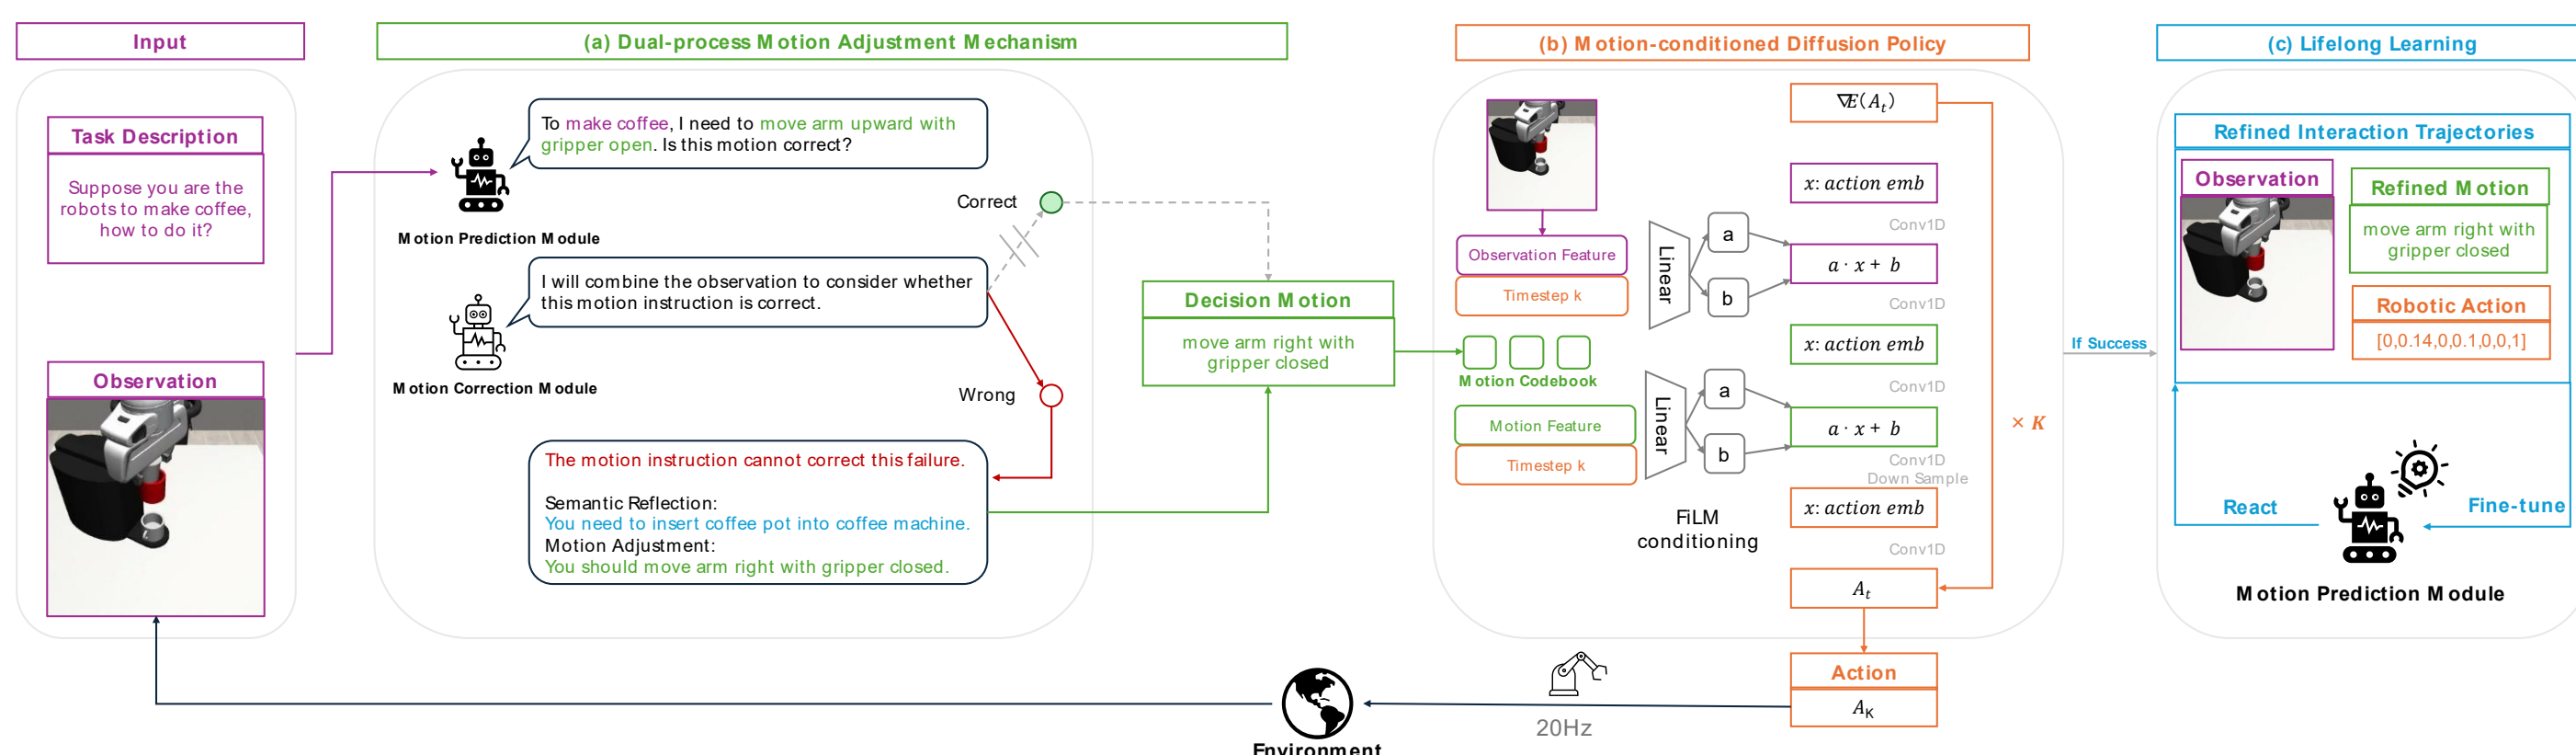 Input
(a) Dual-process Motion Adjustment Mechanism
(b) Motion-conditioned Diffusion Policy
(c) Lifelong Learning
Task Description
Suppose you are the
robots to make coffee,
how to do it?
Observation
To make coffee, I need to move arm upward with
gripper open. Is this motion correct?
Motion Prediction Module
I will combine the observation to consider whether
this motion instruction is correct.
Motion Correction Module
Correct
Wrong
The motion instruction cannot correct this failure.
Semantic Reflection:
You need to insert coffee pot into coffee machine.
Motion Adjustment:
You should move arm right with gripper closed.
Decision Motion
move arm right with
gripper closed
Observation Feature
Timestep k
Motion Codebook
Motion Feature
Timestep k
Linear
a
b
Linear
a
b
FiLM
conditioning
∇E(A_t)
x: action emb
Conv1D
a · x + b
Conv1D
x: action emb
Conv1D
a · x + b
Conv1D
Down Sample
x: action emb
Conv1D
A_t
× K
Action
A_K
20Hz
Environment
If Success
Refined Interaction Trajectories
Observation
Refined Motion
move arm right with
gripper closed
Robotic Action
[0,0.14,0,0.1,0,0,1]
React
Fine-tune
Motion Prediction Module